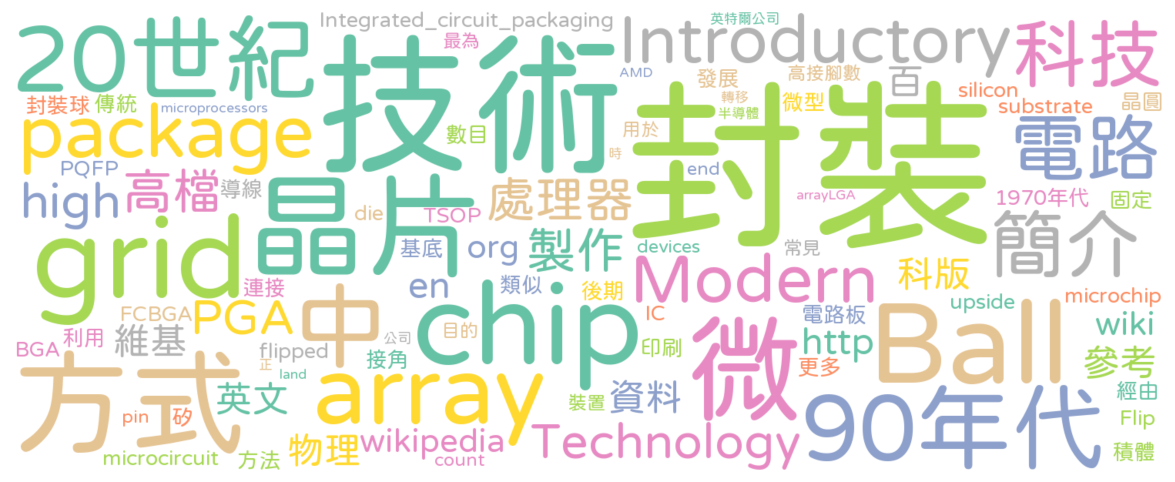 Integrated_circuit_packaging
英特爾公司
20世紀
技術
最為
Introductory
科技
AMD
發展
高接腳數
百
silicon
封裝球
傳統
microprocessors
轉移
微型
substrate
晶圓
package
數目
用於
半導體
封裝
電路
時
PQFP
high
高檔
導線
die
TSOP
處理器
end
arrayLGA
1970年代
固定
晶片
grid
基底
org
製作
devices
常見
簡介
連接
en
類似
後期
Modern
科版
FCBGA
PGA
中
chip
IC
電路板
upside
microchip
wiki
BGA
利用
維基
flipped
公司
目的
正
接角
印刷
微
http
更多
Ball
參考
land
方式
英文
array
裝置
資料
90年代
經由
pin
矽
Flip
microcircuit
方法
物理
wikipedia
count
Technology
積體